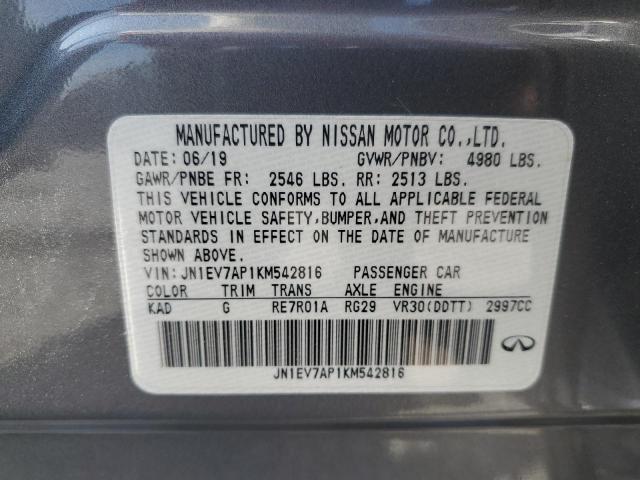 MANUFACTURED BY NISSAN MOTOR CO.,LTD.
DATE: 06/19 GVWR/PNBV: 4980 LBS.
GAWR/PNBE FR: 2546 LBS. RR: 2513 LBS.
THIS VEHICLE CONFORMS TO ALL APPLICABLE FEDERAL
MOTOR VEHICLE SAFETY,BUMPER,AND THEFT PREVENTION
STANDARDS IN EFFECT ON THE DATE OF MANUFACTURE
SHOWN ABOVE.
VIN:JN1EV7AP1KM542816 PASSENGER CAR
COLOR TRIM TRANS AXLE ENGINE
KAD G RE7R01A RG29 VR30(DDTT) 2997CC
JN1EV7AP1KM542816